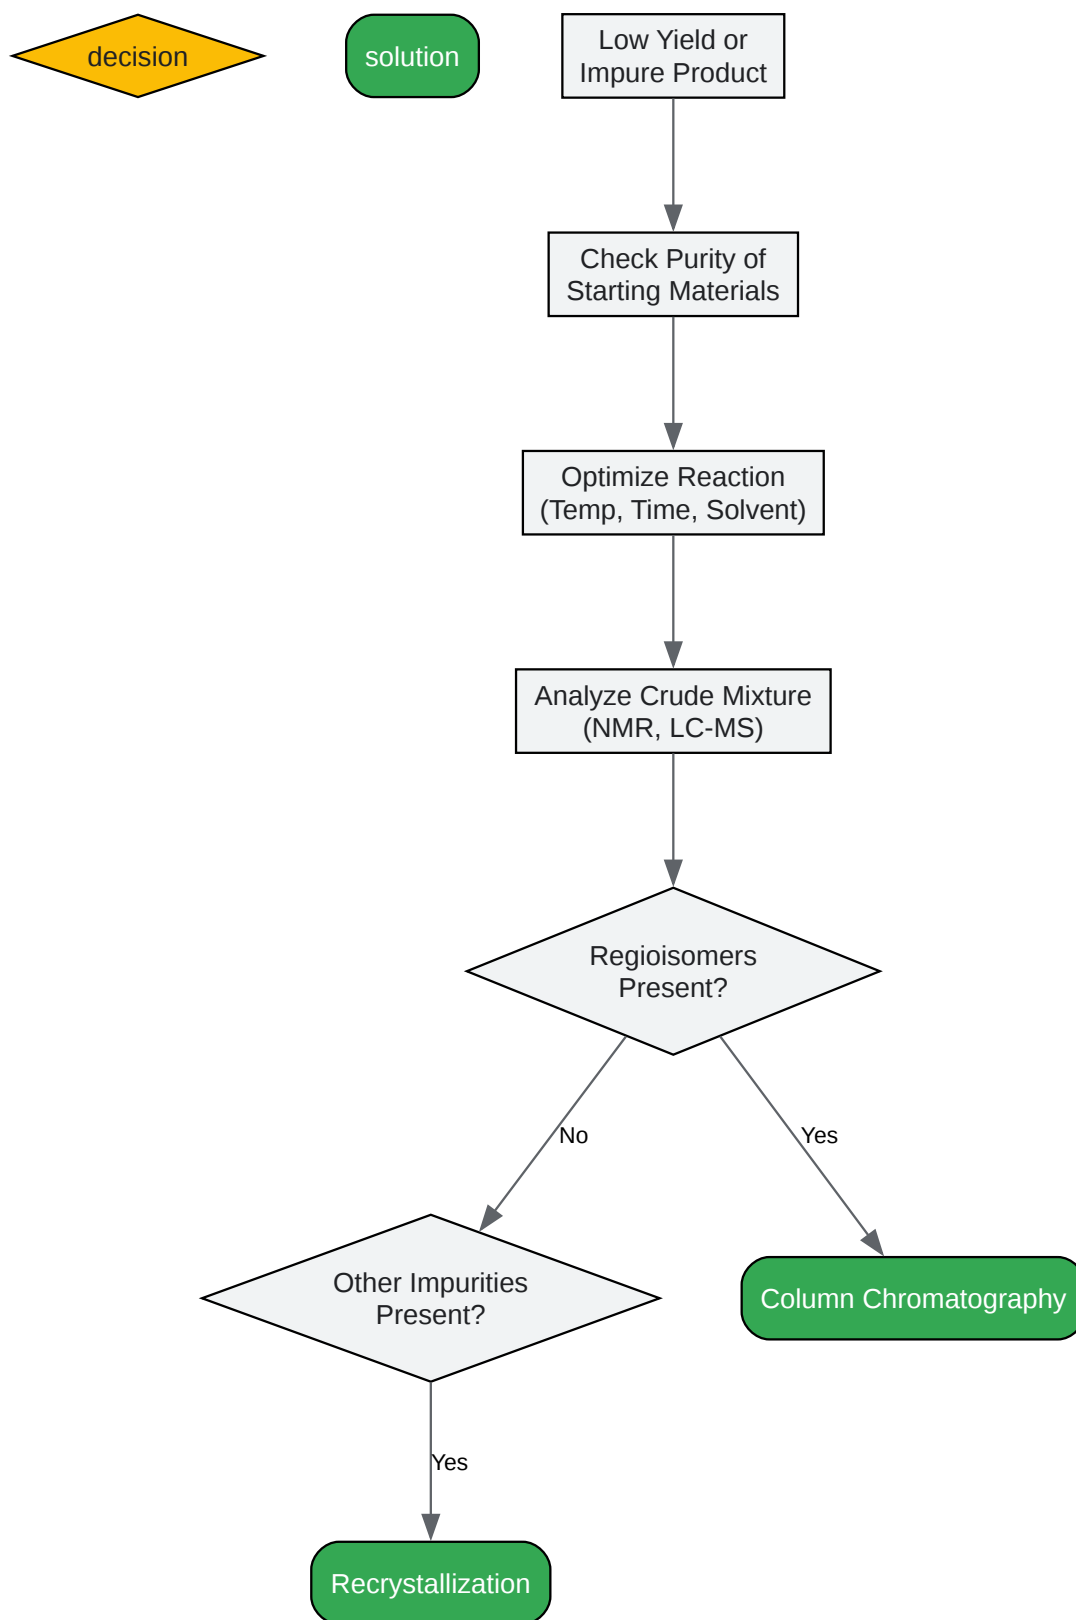 decision
solution
Low Yield or
Impure Product
Check Purity of
Starting Materials
Optimize Reaction
(Temp, Time, Solvent)
Analyze Crude Mixture
(NMR, LC-MS)
Regioisomers
Present?
No
Yes
Other Impurities
Present?
Column Chromatography
Yes
Recrystallization